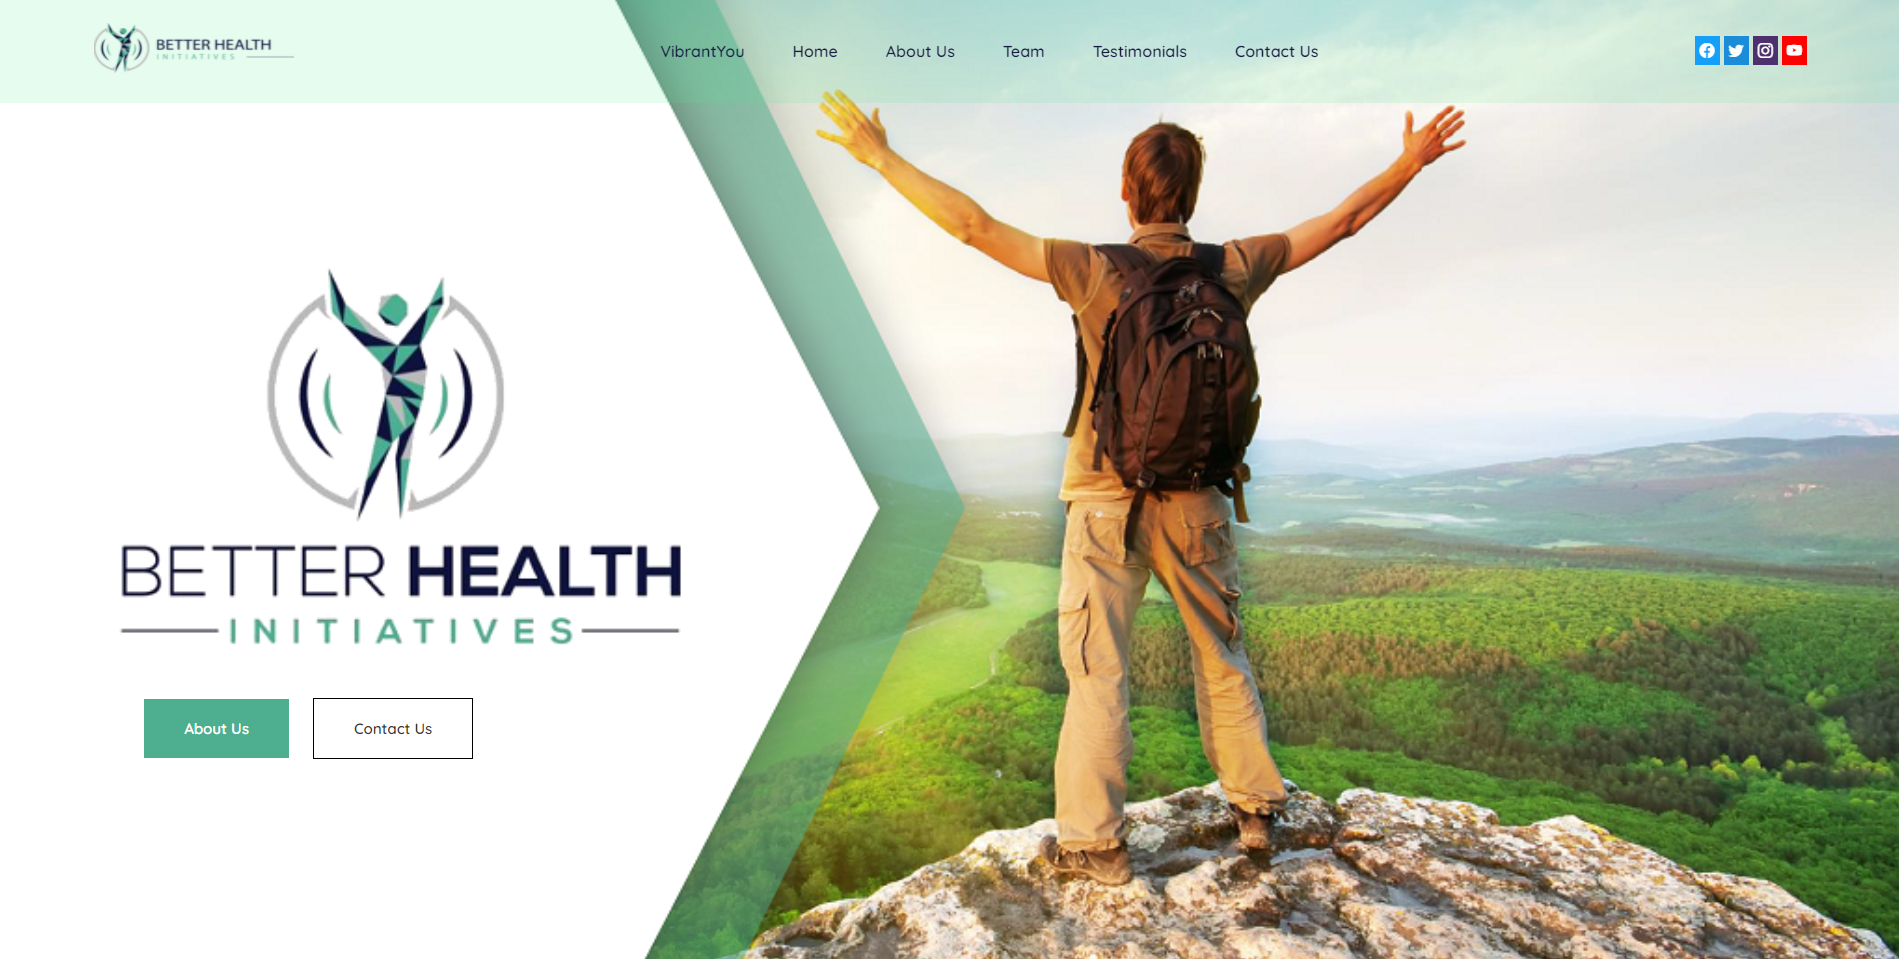 BETTER HEALTH
INITIATIVES
VibrantYou
Home
About Us
Team
Testimonials
Contact Us
BETTER HEALTH
INITIATIVES
About Us
Contact Us